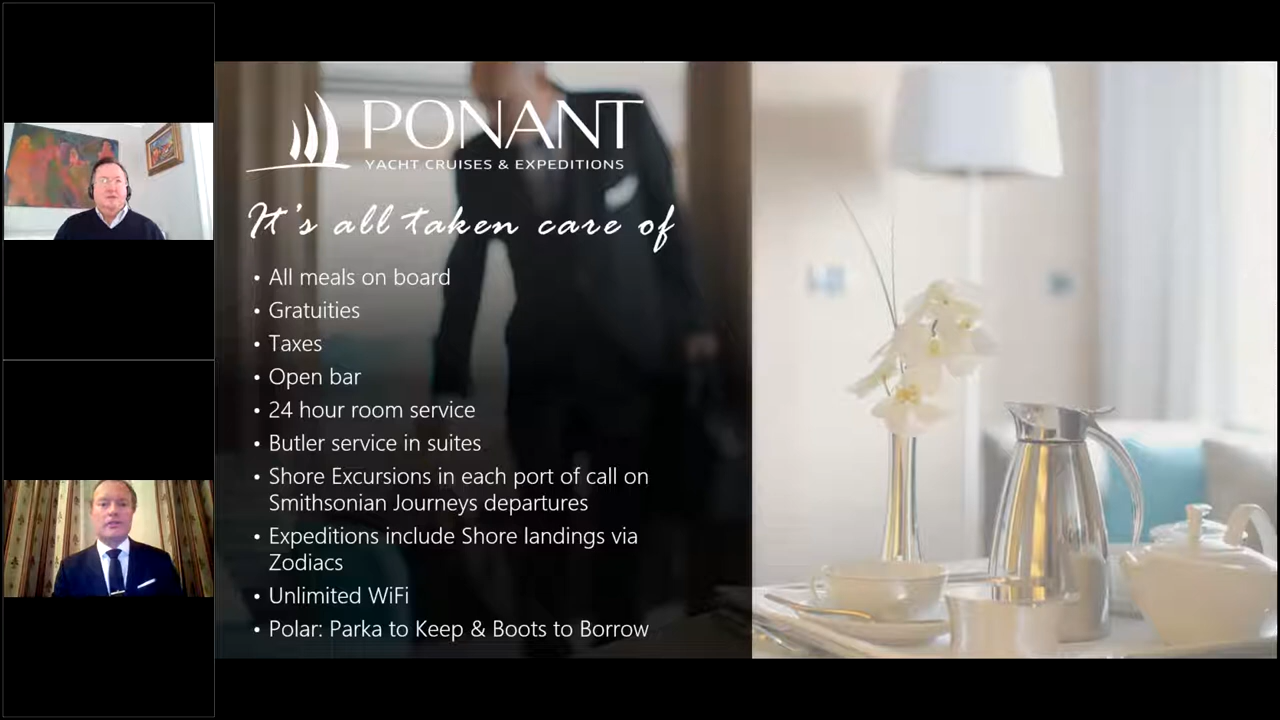 PONANT
YACHT CRUISES & EXPEDITIONS
It's all taken care of
• All meals on board
• Gratuities
• Taxes
• Open bar
• 24 hour room service
• Butler service in suites
• Shore Excursions in each port of call on
Smithsonian Journeys departures
• Expeditions include Shore landings via
Zodiacs
• Unlimited WiFi
• Polar: Parka to Keep & Boots to Borrow